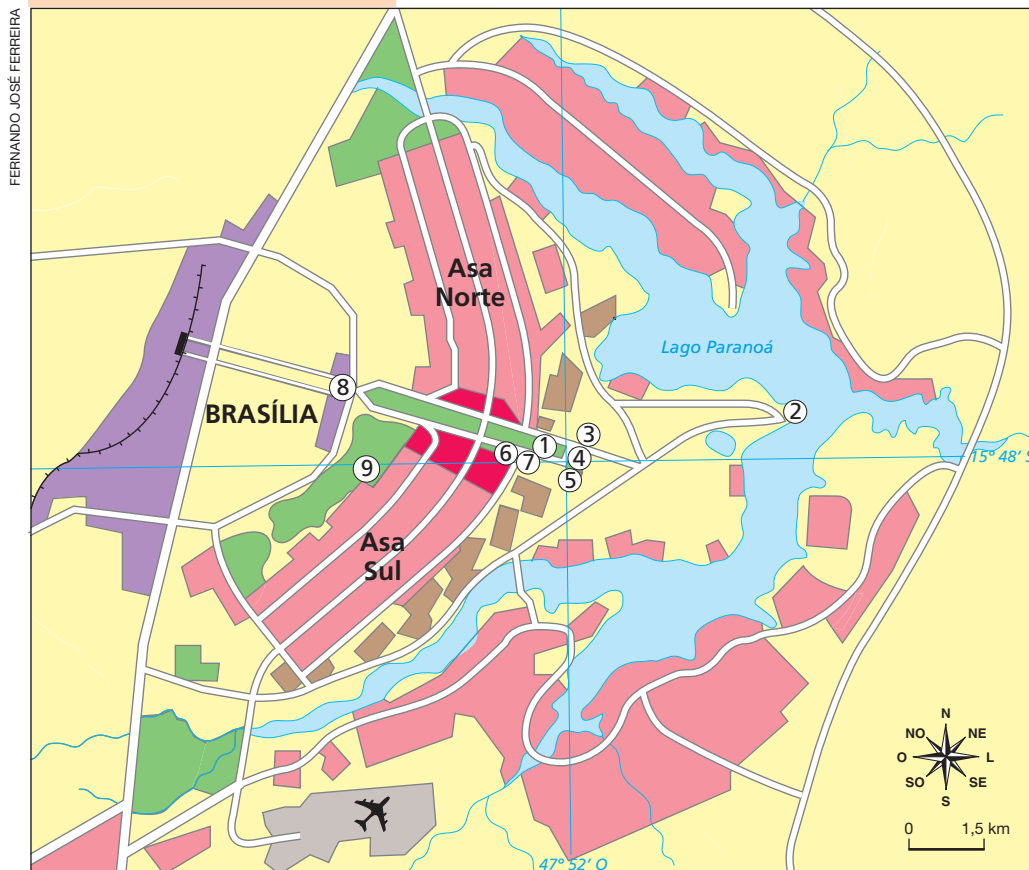 FERNANDO JOSÉ FERREIRA
Asa
Norte
Lago Paranoá
8
BRASÍLIA
2
3
1
6
7
4
15° 48' S
9
5
Asa
Sul
N
NO
NE
O
L
SO
SE
S
0
1,5 km
47° 52' O